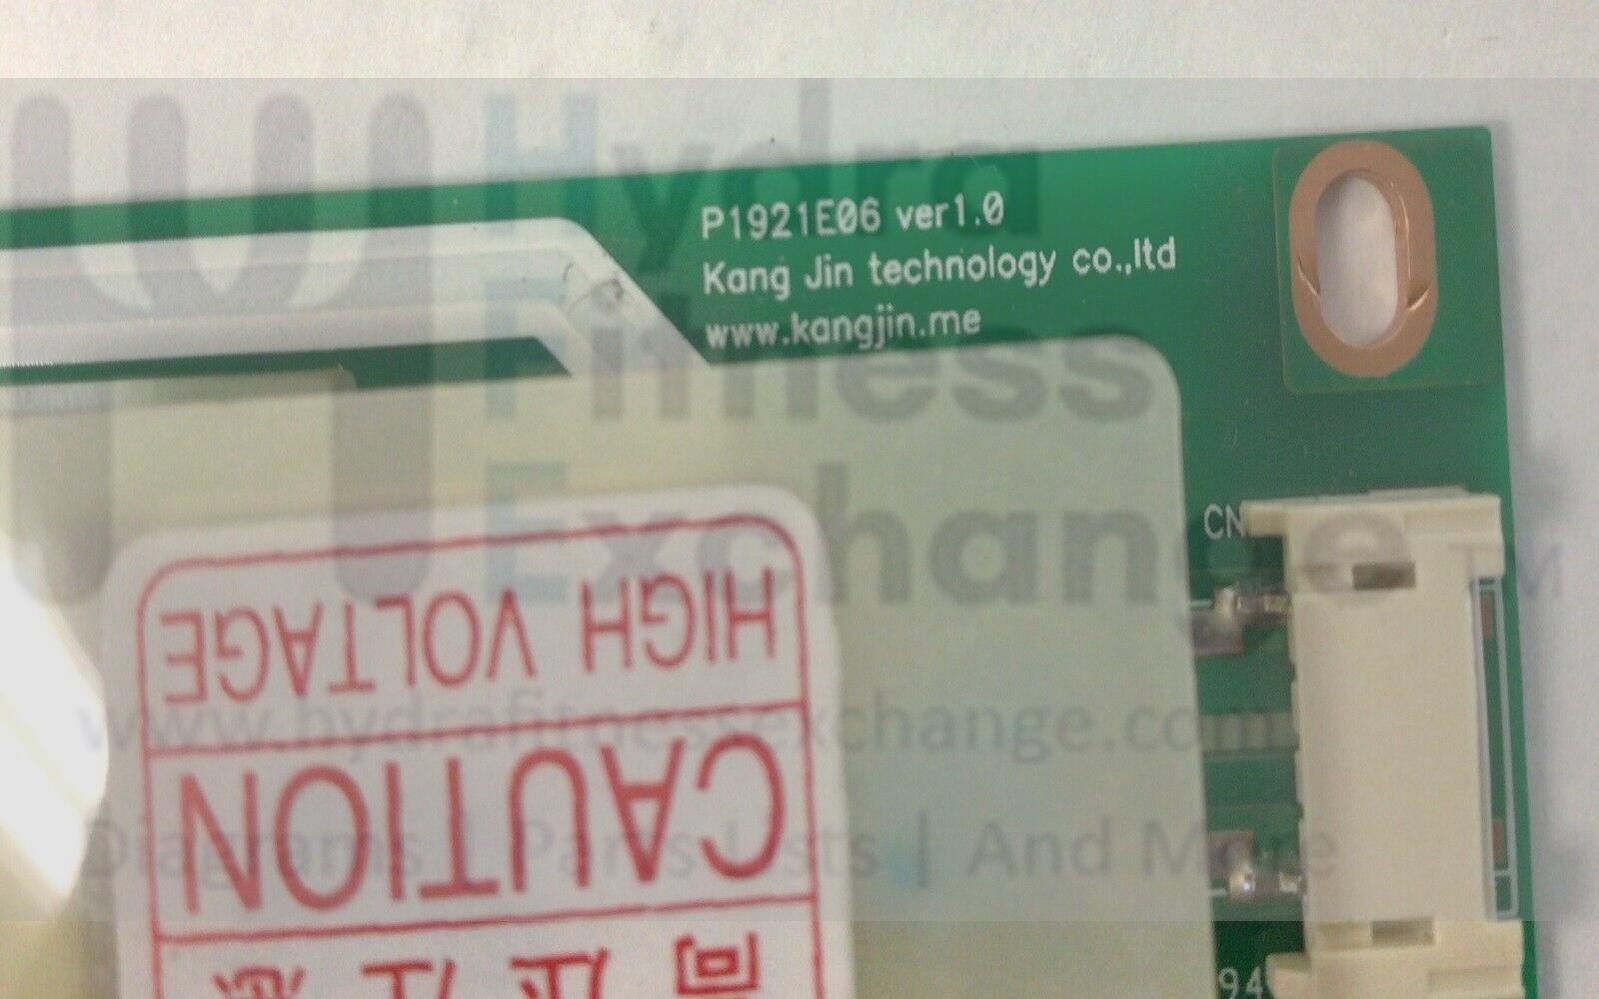 Hydra
Fitness
Exchange
www.hydrafitnessexchange.com
Diagrams | Parts Lists | And More
P1921E06 ver1.0
Kang Jin technology co.,ltd
www.kangjin.me
CN
HIGH VOLTAGE
CAUTION
94